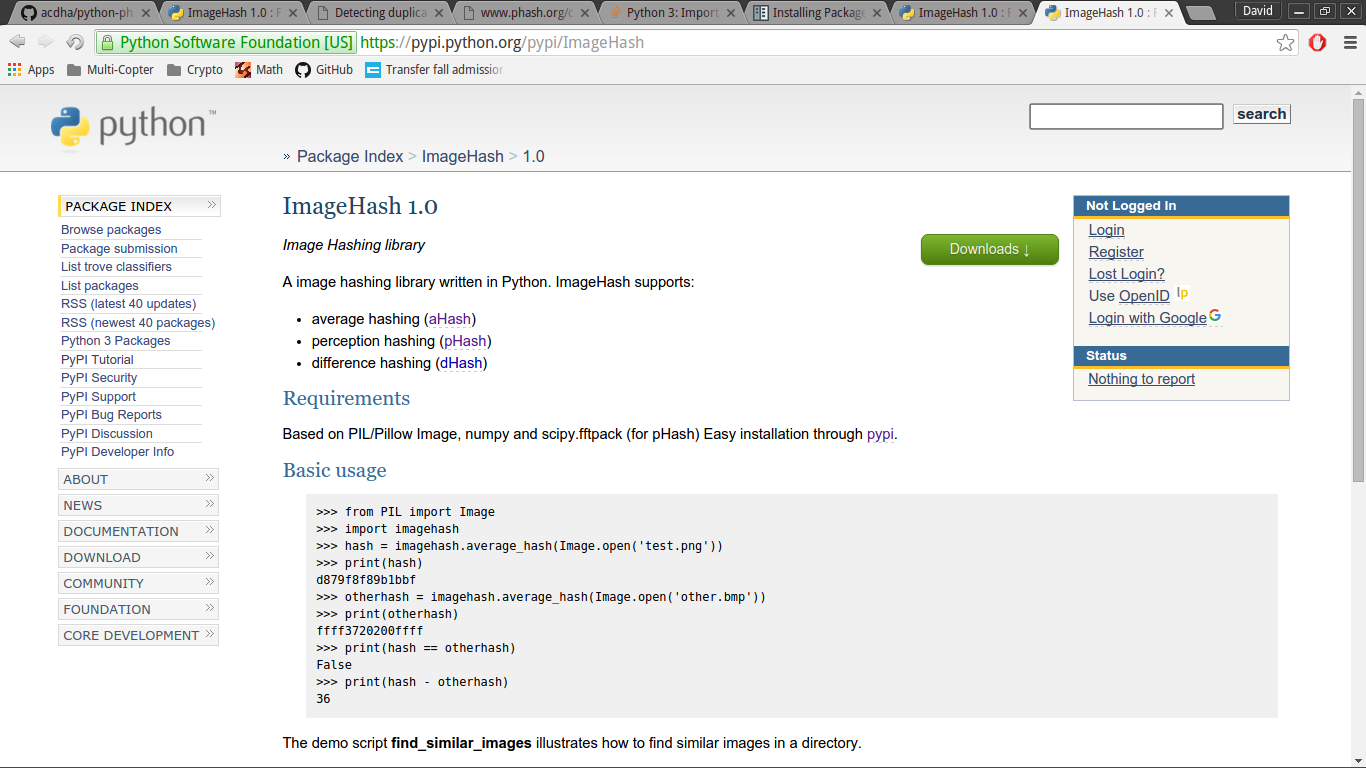 acdha/python-ph
ImageHash 1.0 : P
Detecting duplica
www.phash.org/
Python 3: Import
Installing Package
ImageHash 1.0 : P
ImageHash 1.0 : P
David
Python Software Foundation [US] https://pypi.python.org/pypi/ImageHash
Apps Multi-Copter Crypto Math GitHub Transfer fall admission
python™
search
» Package Index > ImageHash > 1.0
PACKAGE INDEX »
Browse packages
Package submission
List trove classifiers
List packages
RSS (latest 40 updates)
RSS (newest 40 packages)
Python 3 Packages
PyPI Tutorial
PyPI Security
PyPI Support
PyPI Bug Reports
PyPI Discussion
PyPI Developer Info
ABOUT »
NEWS »
DOCUMENTATION »
DOWNLOAD »
COMMUNITY »
FOUNDATION »
CORE DEVELOPMENT »
ImageHash 1.0
Image Hashing library
Downloads ↓
A image hashing library written in Python. ImageHash supports:
• average hashing (aHash)
• perception hashing (pHash)
• difference hashing (dHash)
Requirements
Based on PIL/Pillow Image, numpy and scipy.fftpack (for pHash) Easy installation through pypi.
Basic usage
>>> from PIL import Image
>>> import imagehash
>>> hash = imagehash.average_hash(Image.open('test.png'))
>>> print(hash)
d879f8f89b1bbf
>>> otherhash = imagehash.average_hash(Image.open('other.bmp'))
>>> print(otherhash)
ffff3720200ffff
>>> print(hash == otherhash)
False
>>> print(hash - otherhash)
36
The demo script find_similar_images illustrates how to find similar images in a directory.
Not Logged In
Login
Register
Lost Login?
Use OpenID
Login with Google
Status
Nothing to report